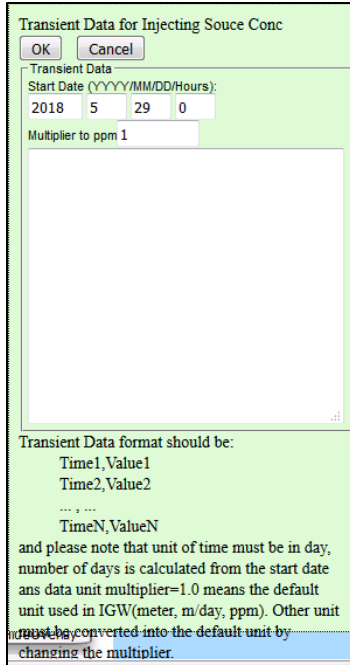 Transient Data for Injecting Souce Conc
OK Cancel
Transient Data
Start Date (YYYY/MM/DD/Hours):
2018 5 29 0
Multiplier to ppm 1
Transient Data format should be:
Time1,Value1
Time2,Value2
... , ...
TimeN,ValueN
and please note that unit of time must be in day,
number of days is calculated from the start date
ans data unit multiplier=1.0 means the default
unit used in IGW(meter, m/day, ppm). Other unit
must be converted into the default unit by
changing the multiplier.